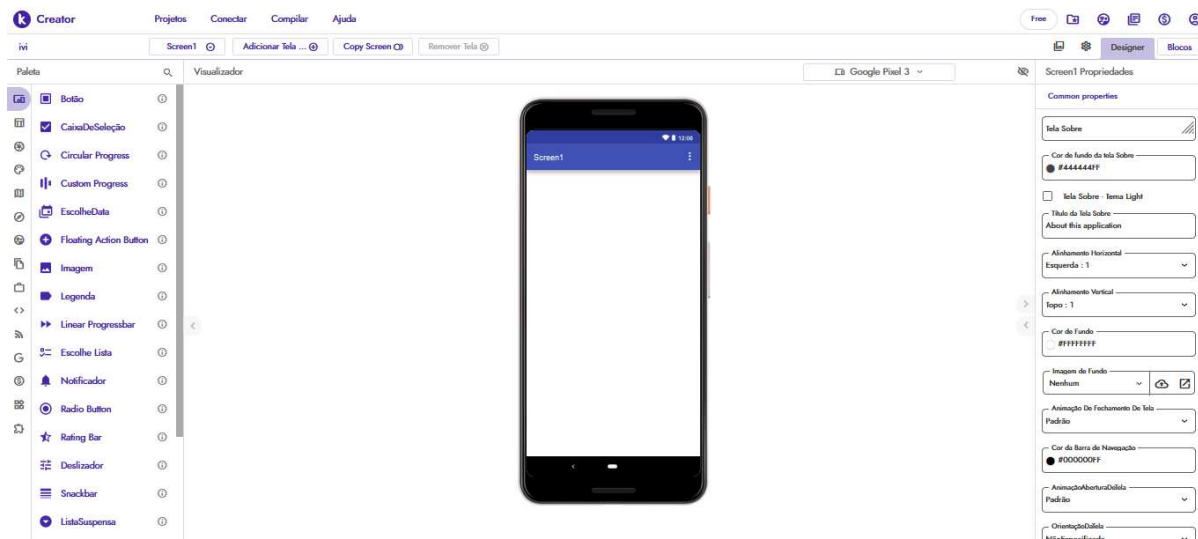 k Creator Projetos Conectar Compilar Ajuda Free
ivi Screen1 Adicionar Tela ... Copy Screen Remover Tela Designer Blocos
Paleta Visualizador Google Pixel 3 Screen1 Propriedades
Common properties
Botão
CaixaDeSeleção
Circular Progress
Custom Progress
EscolheData
Floating Action Button
Imagem
Legenda
Linear Progressbar
Escolhe Lista
Notificador
Radio Button
Rating Bar
Deslizador
Snackbar
ListaSuspensa
12:00
Screen1
Tela Sobre
Cor de fundo da tela Sobre
#444444FF
Tela Sobre - Tema Light
Título da Tela Sobre
About this application
Alinhamento Horizontal
Esquerda : 1
Alinhamento Vertical
Topo : 1
Cor de Fundo
#FFFFFFFF
Imagem de Fundo
Nenhum
Animação De Fechamento De Tela
Padrão
Cor da Barra de Navegação
#000000FF
AnimaçãoAberturaDeTela
Padrão
OrientaçãoDaTela